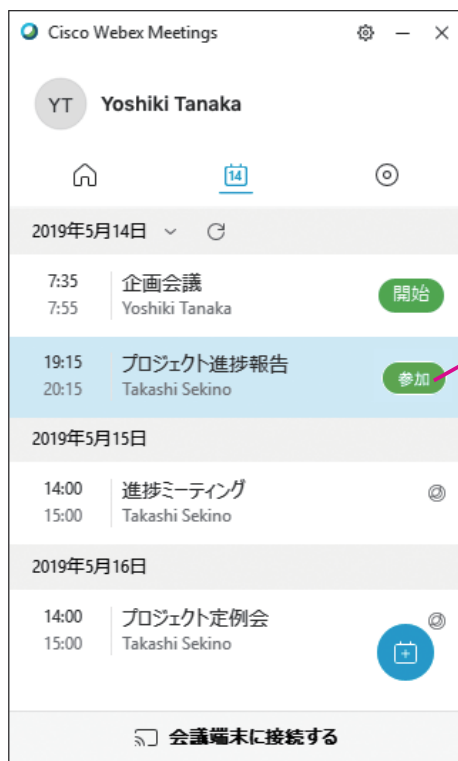 Cisco Webex Meetings
YT Yoshiki Tanaka
14
2019年5月14日
7:35 企画会議 開始
7:55 Yoshiki Tanaka
19:15 プロジェクト進捗報告 参加
20:15 Takashi Sekino
2019年5月15日
14:00 進捗ミーティング
15:00 Takashi Sekino
2019年5月16日
14:00 プロジェクト定例会
15:00 Takashi Sekino
会議端末に接続する